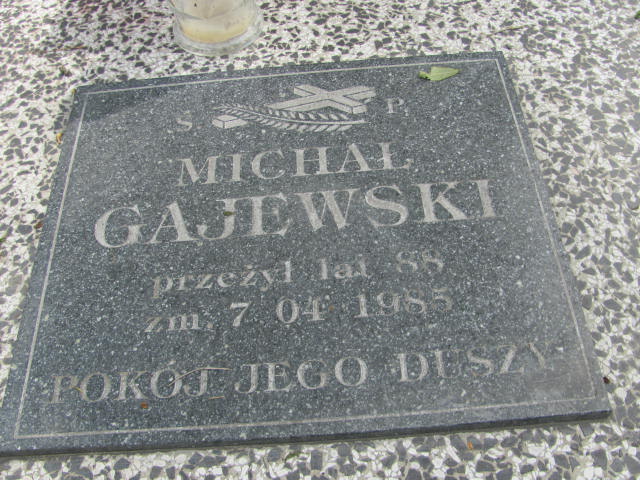 Ś P
MICHAŁ
GAJEWSKI
przeżył lat 88
zm. 7 04 1985
POKÓJ JEGO DUSZY